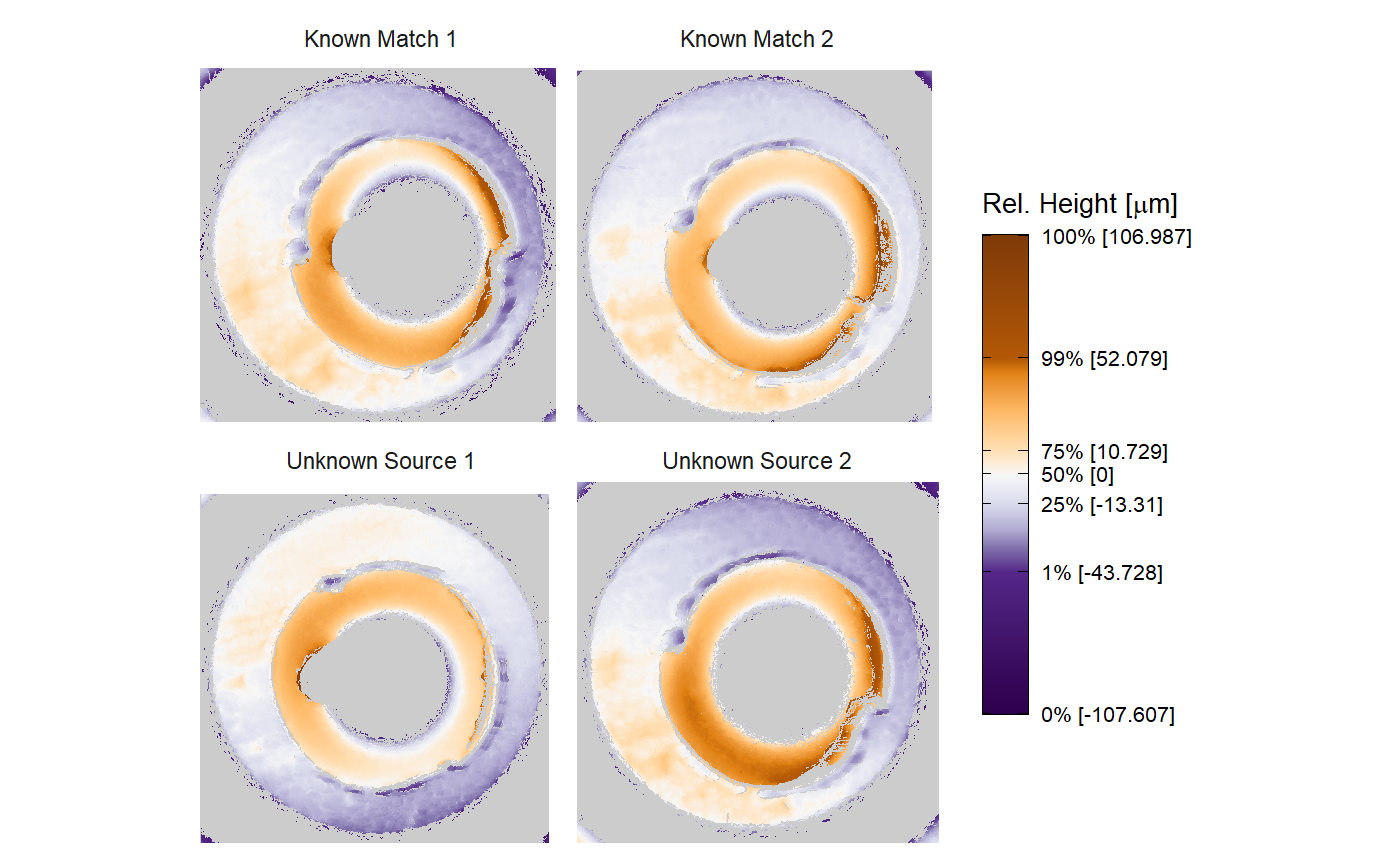 Known Match 1
Known Match 2
Rel. Height [μm]
100% [106.987]
99% [52.079]
75% [10.729]
50% [0]
25% [-13.31]
1% [-43.728]
0% [-107.607]
Unknown Source 1
Unknown Source 2